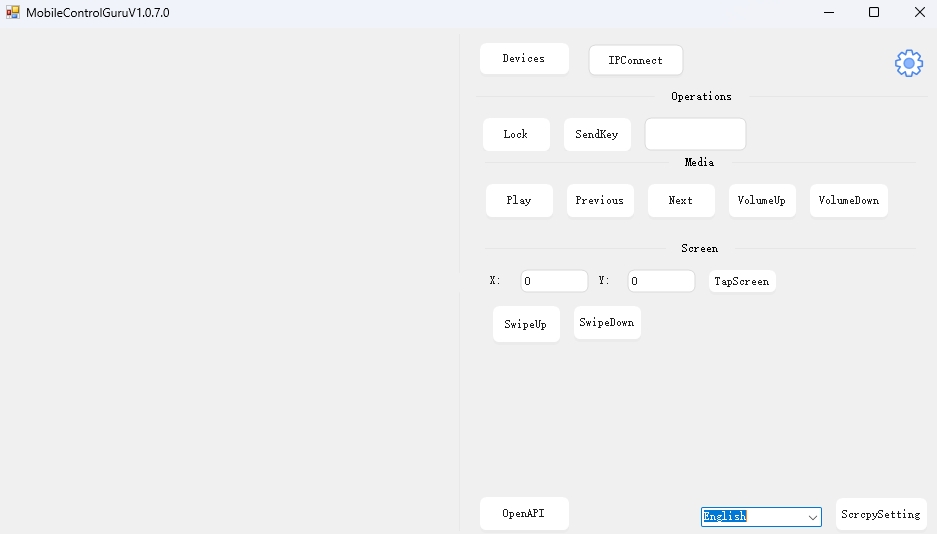 MobileControlGuruV1.0.7.0
Devices IPConnect
Operations
Lock SendKey
Media
Play Previous Next VolumeUp VolumeDown
Screen
X: 0 Y: 0 TapScreen
SwipeUp SwipeDown
OpenAPI English ScrcpySetting